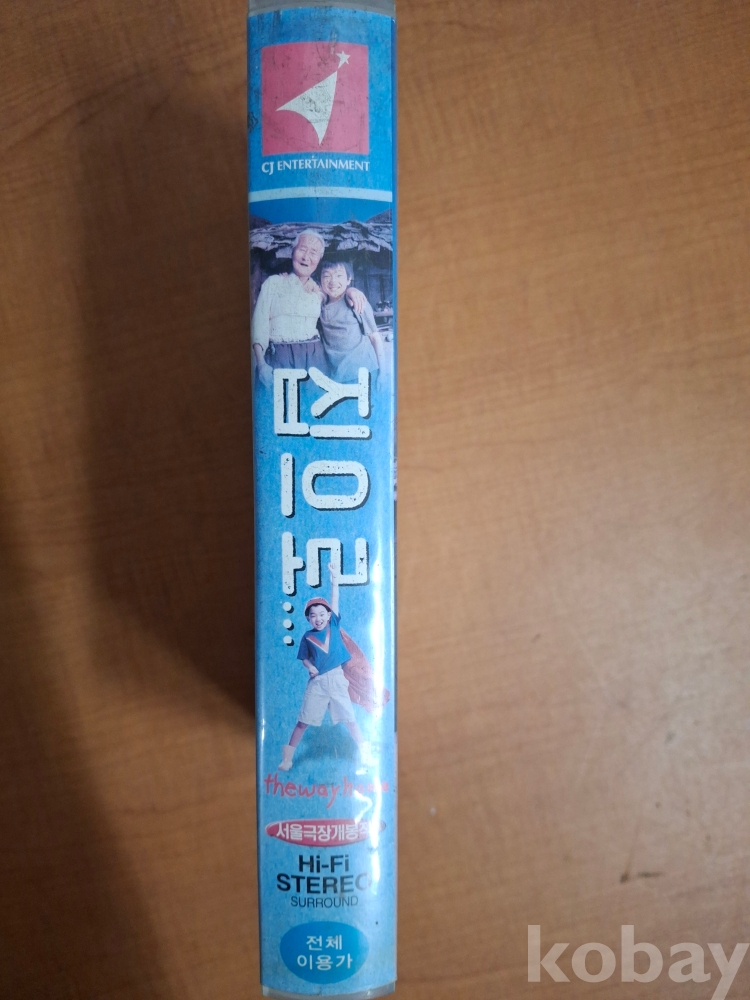 CJ ENTERTAINMENT
집으로...
the way home
서울극장개봉작
Hi-Fi
STEREO
SURROUND
전체
이용가
kobay